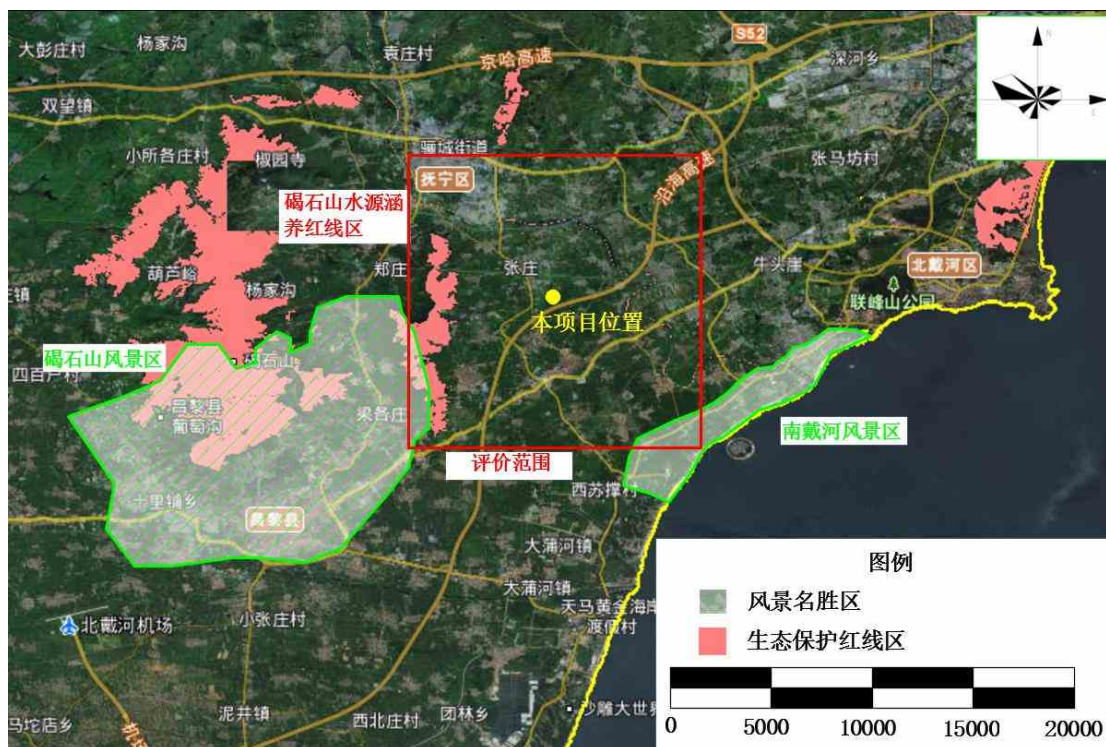 大彭庄村
杨家沟
袁庄村
京哈高速
S52
深河乡
N
E
双望镇
骊城街道
小所各庄村
椒园寺
抚宁区
张马坊村
沿海高速
碣石山水源涵
养红线区
葫芦峪
郑庄
张庄
牛头崖
北戴河区
杨家沟
联峰山公园
本项目位置
碣石山风景区
碣石山
四百户村
昌黎县
葡萄沟
梁各庄
南戴河风景区
评价范围
十里铺乡
西苏撑村
昌黎县
大蒲河镇
大蒲河镇
天马黄金海岸
渡假村
北戴河机场
小张庄村
沙雕大世界
马坨店乡
泥井镇
西北庄村
团林乡
图例
风景名胜区
生态保护红线区
0
5000
10000
15000
20000